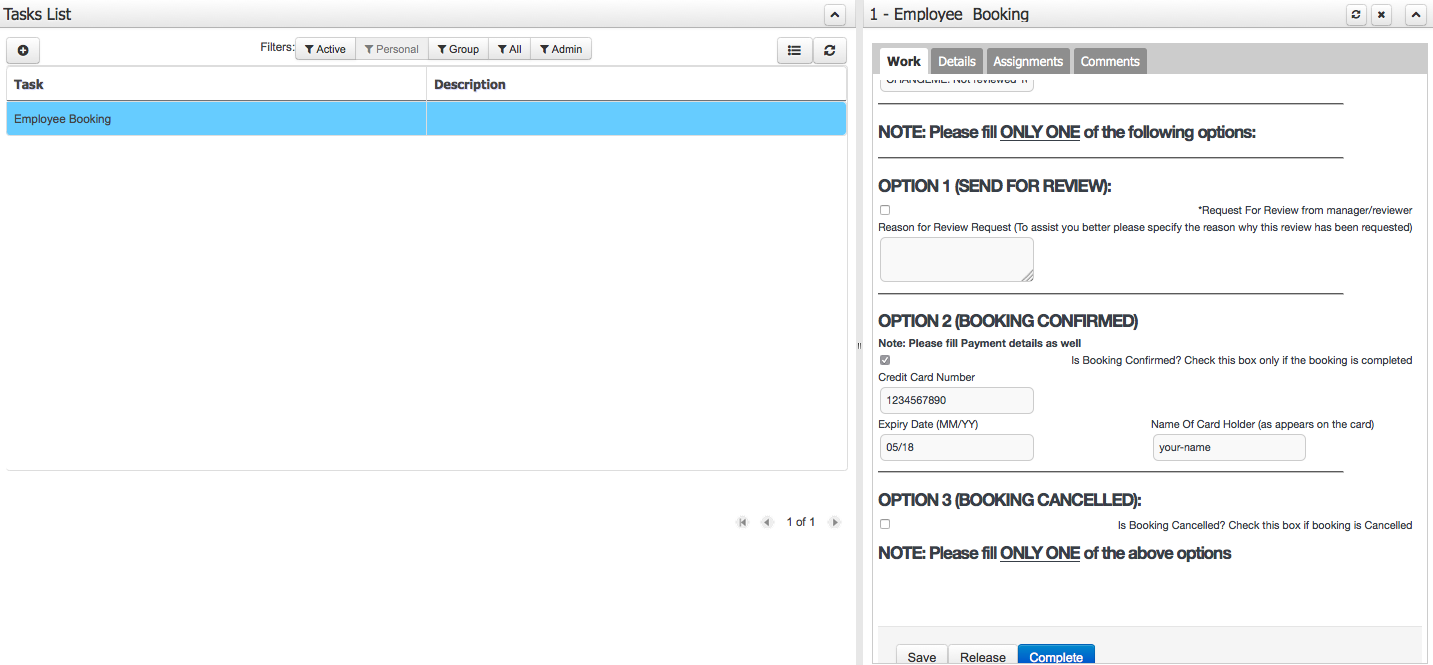 Tasks List
Filters: Active Personal Group All Admin
Task Description
Employee Booking
1 of 1
1 - Employee Booking
Work Details Assignments Comments
NOTE: Please fill ONLY ONE of the following options:
OPTION 1 (SEND FOR REVIEW):
*Request For Review from manager/reviewer
Reason for Review Request (To assist you better please specify the reason why this review has been requested)
OPTION 2 (BOOKING CONFIRMED)
Note: Please fill Payment details as well
Is Booking Confirmed? Check this box only if the booking is completed
Credit Card Number
1234567890
Expiry Date (MM/YY) Name Of Card Holder (as appears on the card)
05/18 your-name
OPTION 3 (BOOKING CANCELLED):
Is Booking Cancelled? Check this box if booking is Cancelled
NOTE: Please fill ONLY ONE of the above options
Save Release Complete